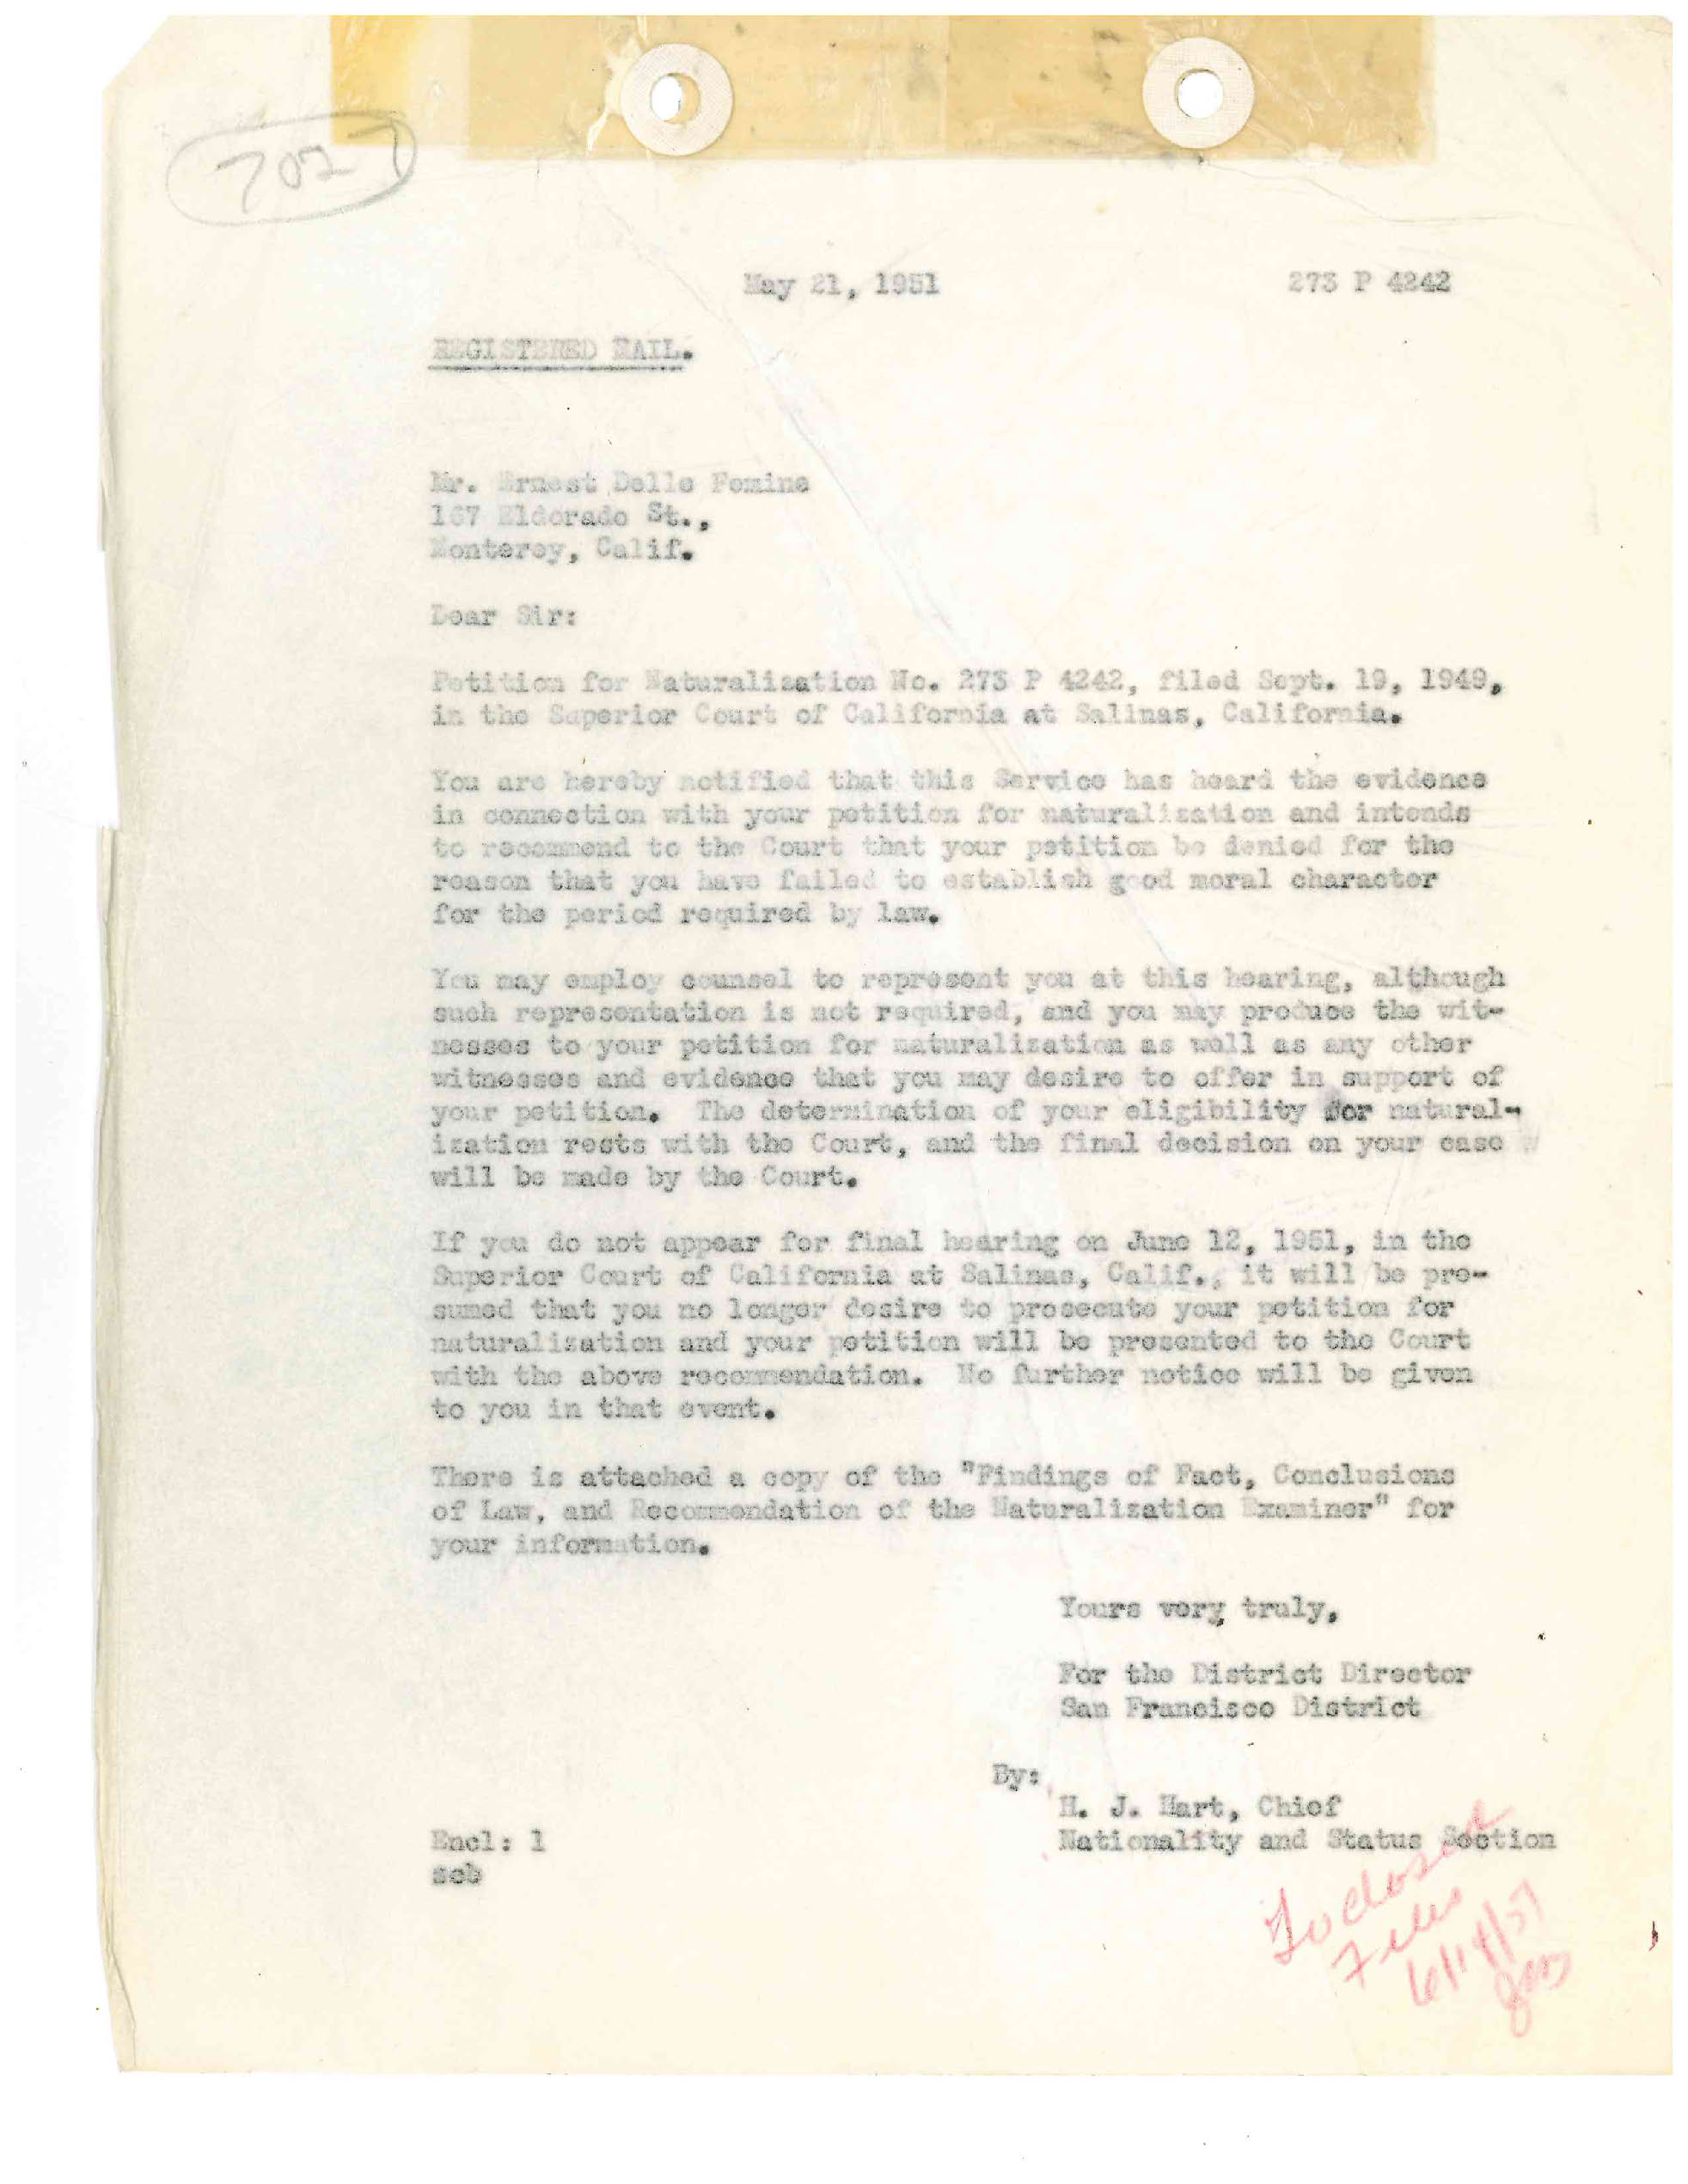 702
May 21, 1951 273 P 4242
REGISTERED MAIL.
Mr. Ernest Delle Femine
167 Eldorado St.,
Monterey, Calif.
Dear Sir:
Petition for Naturalization No. 273 P 4242, filed Sept. 19, 1949,
in the Superior Court of California at Salinas, California.
You are hereby notified that this Service has heard the evidence
in connection with your petition for naturalization and intends
to recommend to the Court that your petition be denied for the
reason that you have failed to establish good moral character
for the period required by law.
You may employ counsel to represent you at this hearing, although
such representation is not required, and you may produce the wit-
nesses to your petition for naturalization as well as any other
witnesses and evidence that you may desire to offer in support of
your petition. The determination of your eligibility for natural-
ization rests with the Court, and the final decision on your case
will be made by the Court.
If you do not appear for final hearing on June 12, 1951, in the
Superior Court of California at Salinas, Calif., it will be pre-
sumed that you no longer desire to prosecute your petition for
naturalization and your petition will be presented to the Court
with the above recommendation. No further notice will be given
to you in that event.
There is attached a copy of the "Findings of Fact, Conclusions
of Law, and Recommendation of the Naturalization Examiner" for
your information.
Yours very truly,
For the District Director
San Francisco District
By:
H. J. Hart, Chief
Nationality and Status Section
Encl: 1
seb
To closed
Files